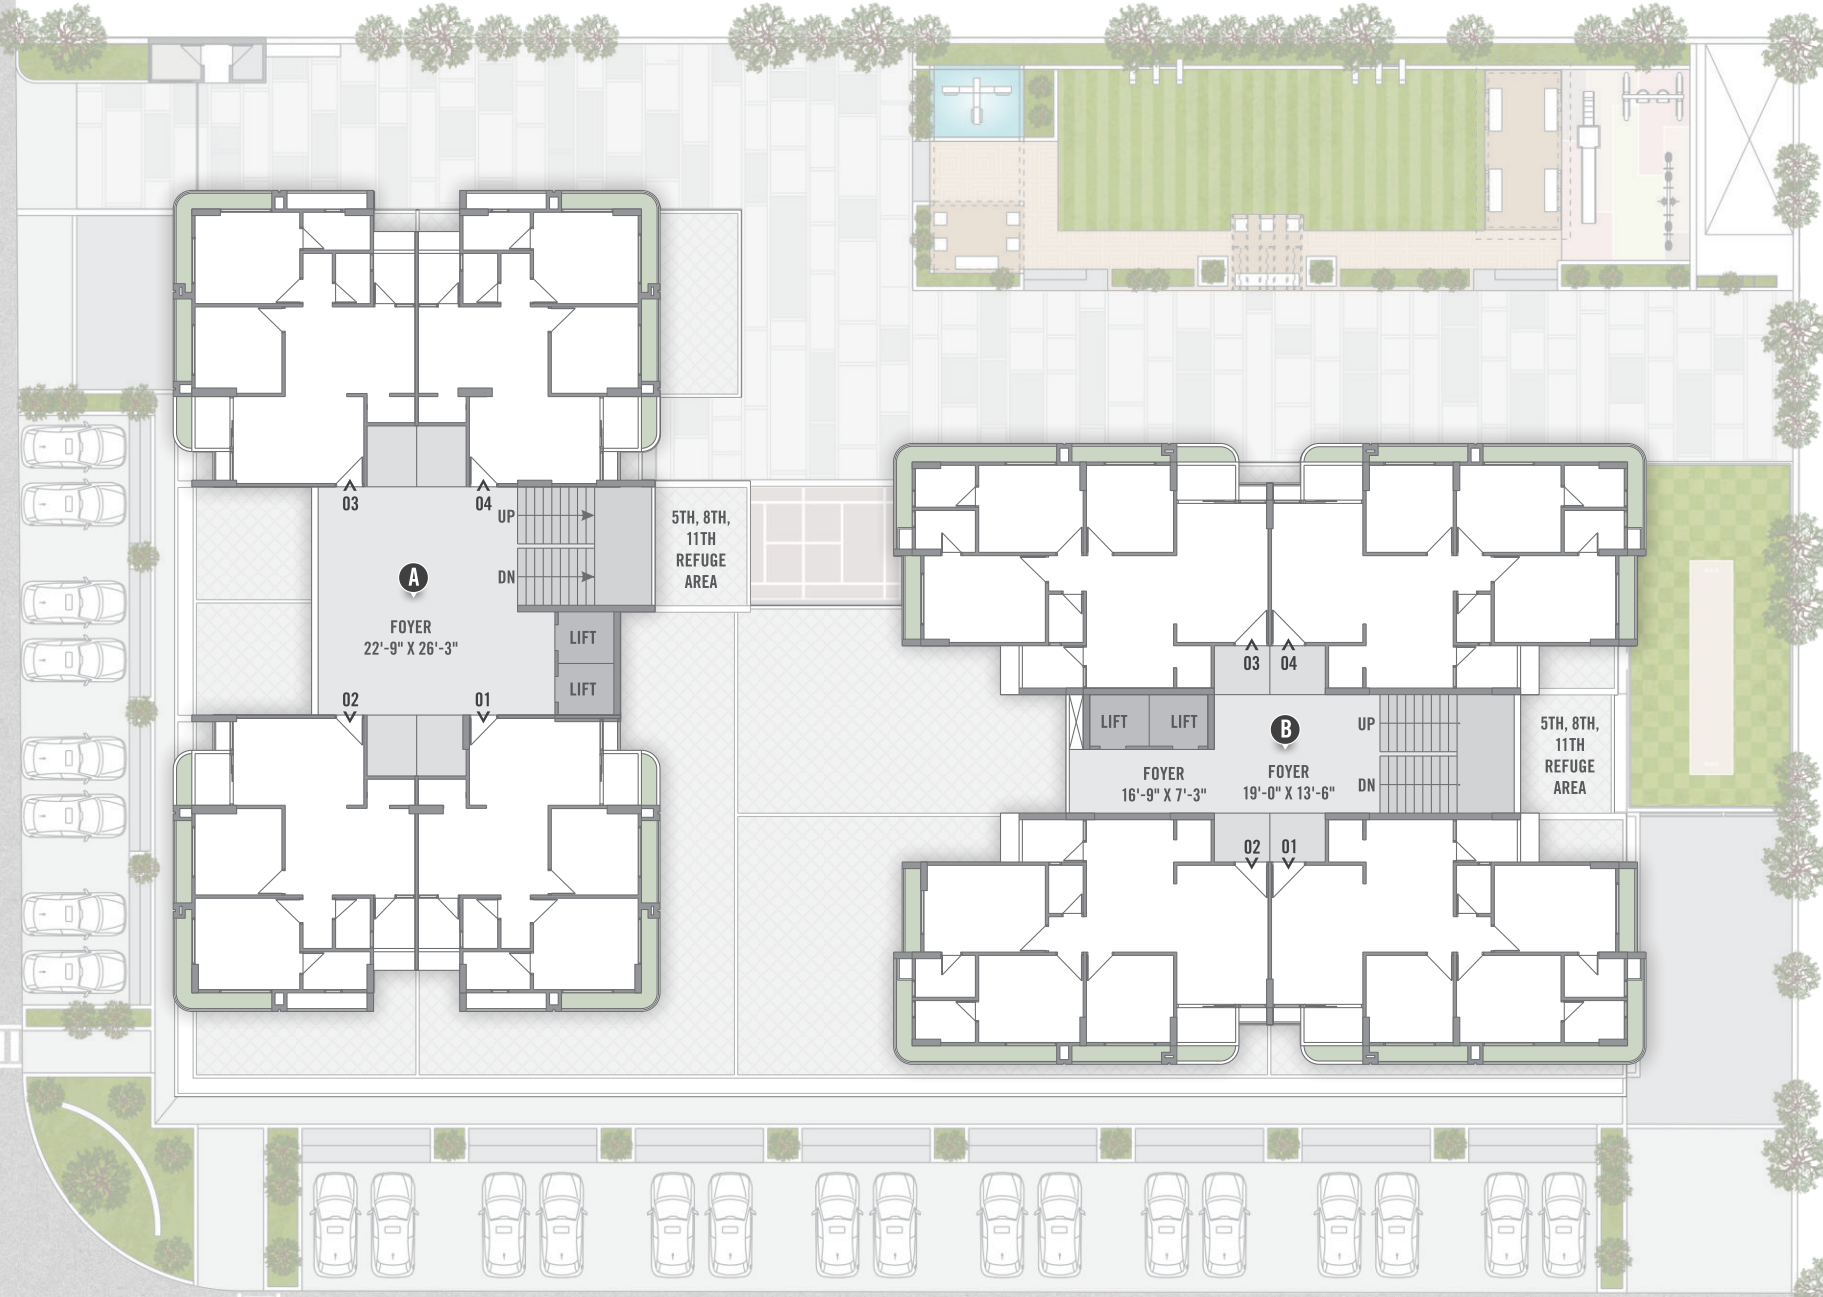 03
04
UP
DN
5TH, 8TH,
11TH
REFUGE
AREA
A
FOYER
22'-9" X 26'-3"
LIFT
LIFT
02
01
03
04
LIFT
LIFT
B
UP
DN
FOYER
16'-9" X 7'-3"
FOYER
19'-0" X 13'-6"
5TH, 8TH,
11TH
REFUGE
AREA
02
01